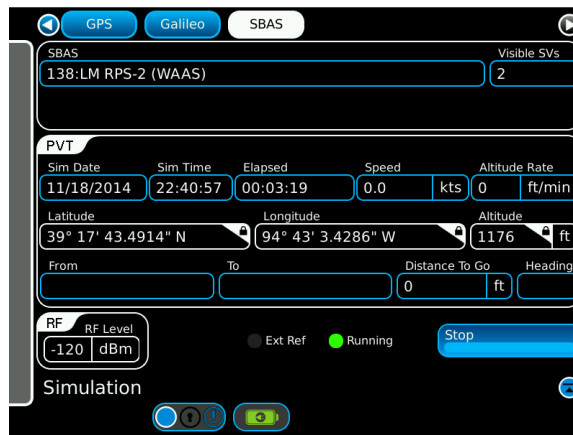 GPS Galileo SBAS
SBAS Visible SVs
138:LM RPS-2 (WAAS) 2
PVT
Sim Date Sim Time Elapsed Speed Altitude Rate
11/18/2014 22:40:57 00:03:19 0.0 kts 0 ft/min
Latitude Longitude Altitude
39° 17' 43.4914" N 94° 43' 3.4286" W 1176 ft
From To Distance To Go Heading
0 ft
RF RF Level
-120 dBm Ext Ref Running Stop
Simulation